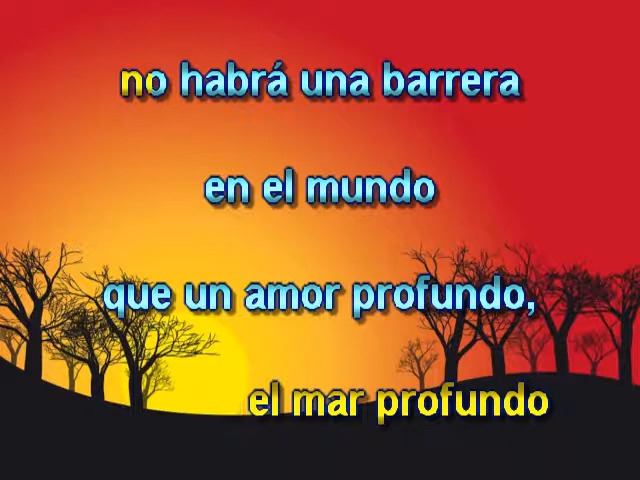 no habrá una barrera
en el mundo
que un amor profundo,
el mar profundo